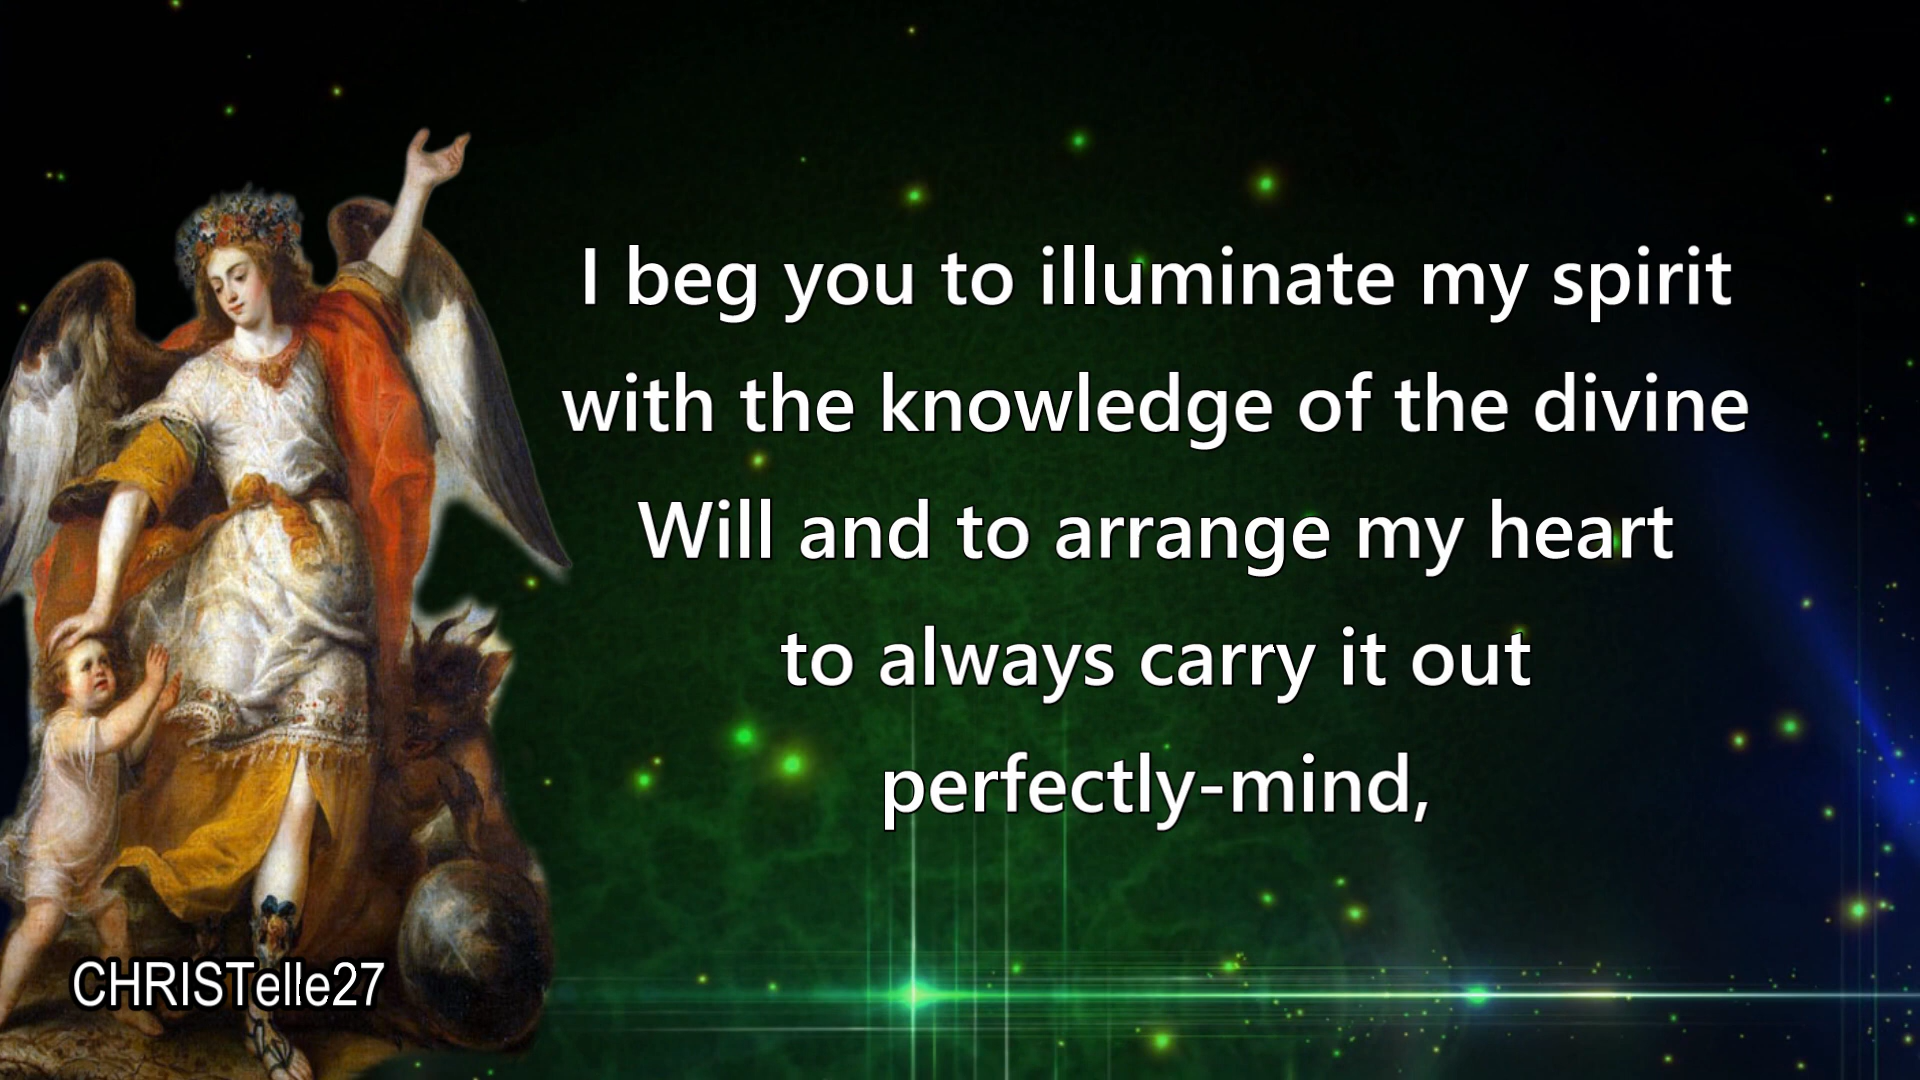 I beg you to illuminate my spirit
with the knowledge of the divine
Will and to arrange my heart
to always carry it out
perfectly-mind,
CHRISTelle27